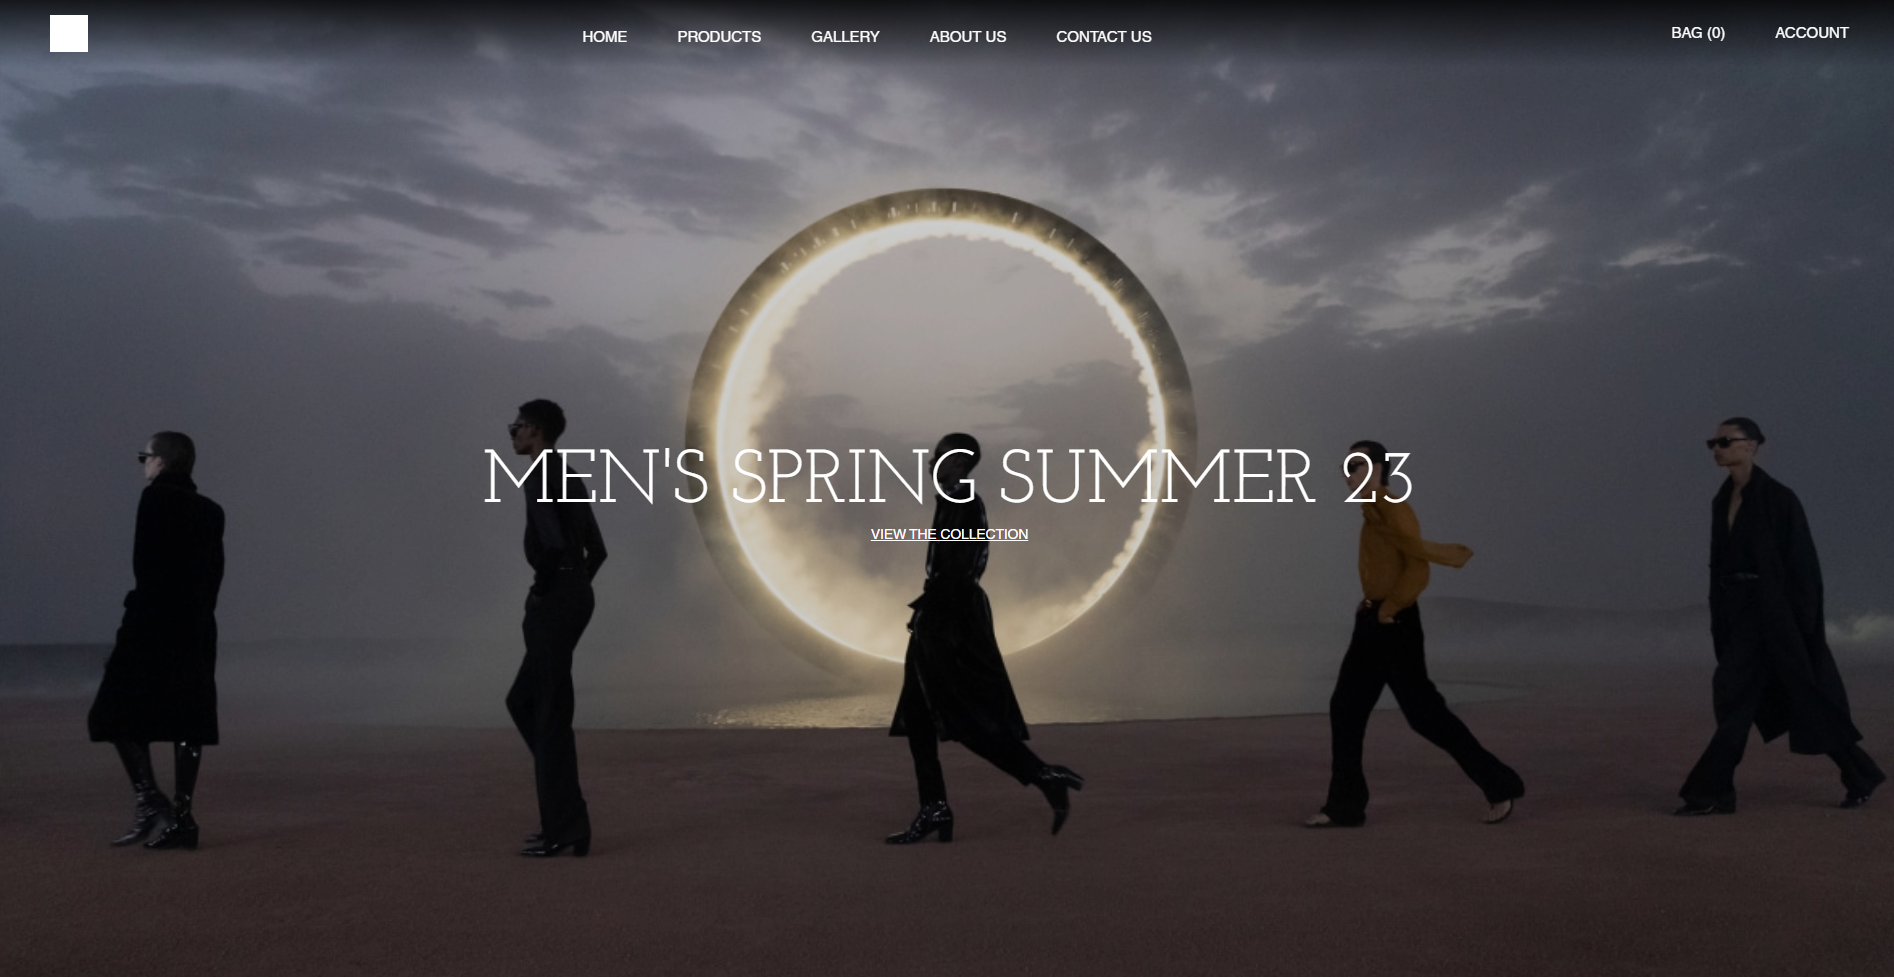 HOME PRODUCTS GALLERY ABOUT US CONTACT US BAG (0) ACCOUNT
MEN'S SPRING SUMMER 23
VIEW THE COLLECTION